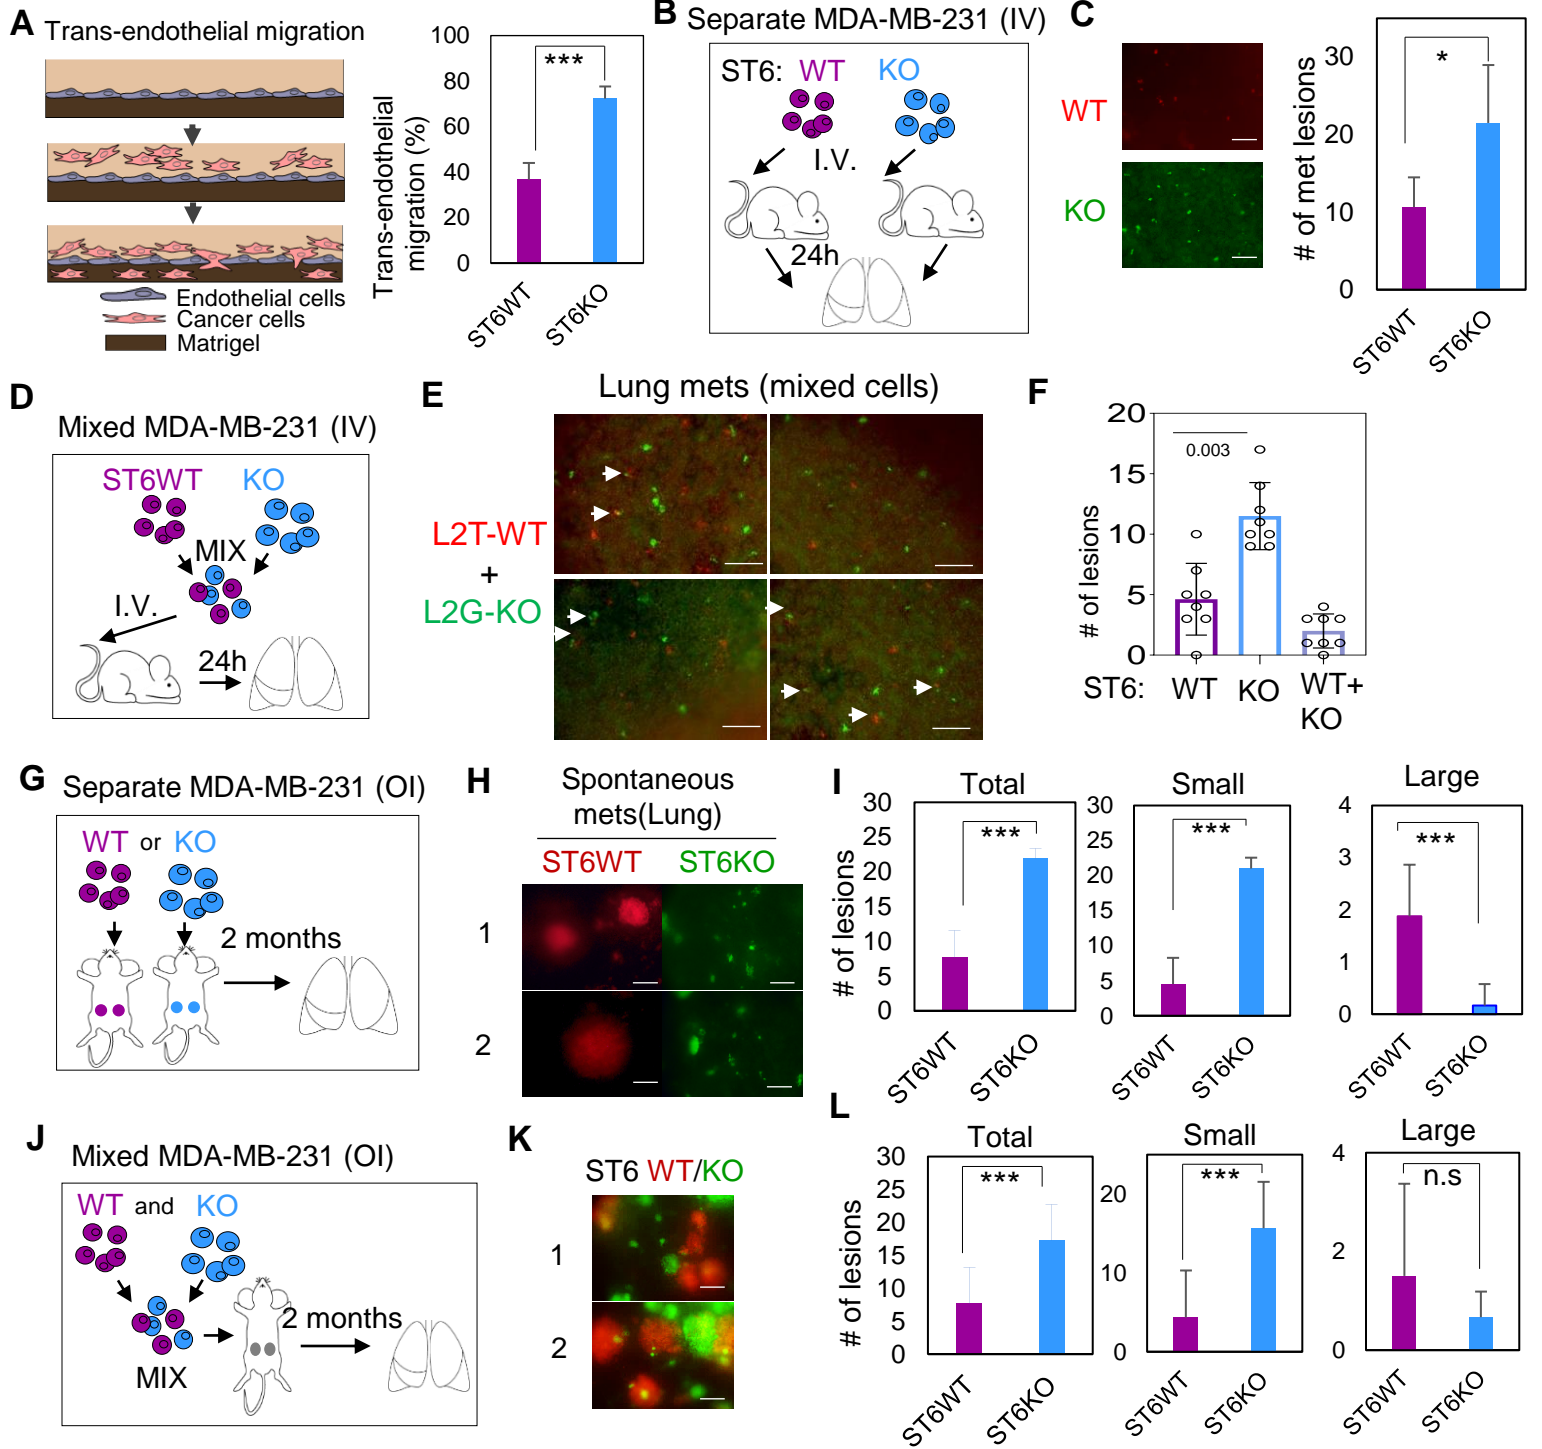 A
Trans-endothelial migration
Endothelial cells
Cancer cells
Matrigel
Trans-endothelial
migration (%)
100
80
60
40
20
0
***
ST6WT
ST6KO
B
Separate MDA-MB-231 (IV)
ST6: WT KO
I.V.
24h
C
WT
KO
# of met lesions
30
20
10
0
*
ST6WT
ST6KO
D
Mixed MDA-MB-231 (IV)
ST6WT KO
MIX
I.V.
24h
E
Lung mets (mixed cells)
L2T-WT
+
L2G-KO
F
# of lesions
20
15
10
5
0
0.003
ST6: WT KO WT+
KO
G
Separate MDA-MB-231 (OI)
WT or KO
2 months
H
Spontaneous
mets(Lung)
ST6WT ST6KO
1
2
I
# of lesions
Total
30
25
20
15
10
5
0
***
ST6WT
ST6KO
Small
30
25
20
15
10
5
0
***
ST6WT
ST6KO
Large
4
3
2
1
0
***
ST6WT
ST6KO
J
Mixed MDA-MB-231 (OI)
WT and KO
MIX
2 months
K
ST6 WT/KO
1
2
L
# of lesions
Total
30
25
20
15
10
5
0
***
ST6WT
ST6KO
Small
20
10
0
***
ST6WT
ST6KO
Large
4
2
0
n.s
ST6WT
ST6KO